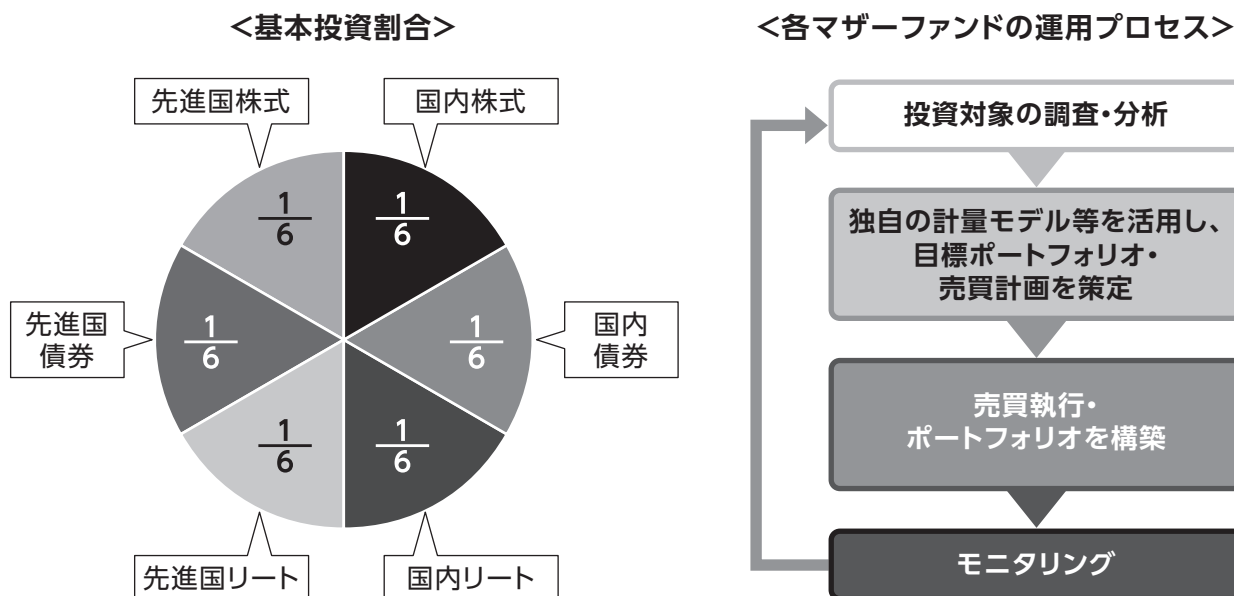 ＜基本投資割合＞
先進国株式
国内株式
1
6
1
6
先進国
債券
1
6
1
6
国内
債券
1
6
1
6
先進国リート
国内リート
＜各マザーファンドの運用プロセス＞
投資対象の調査・分析
独自の計量モデル等を活用し、
目標ポートフォリオ・
売買計画を策定
売買執行・
ポートフォリオを構築
モニタリング